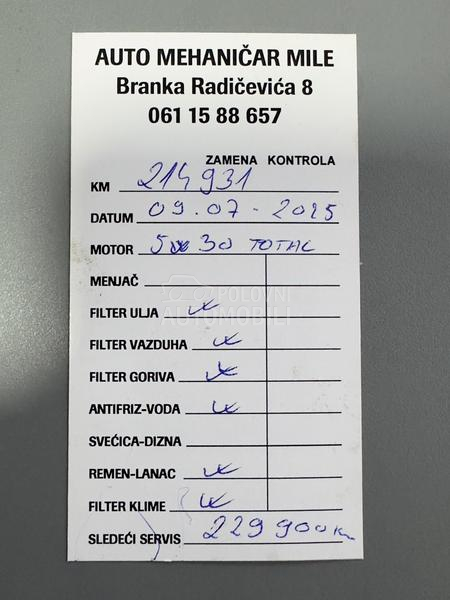 AUTO MEHANIČAR MILE
Branka Radičevića 8
061 15 88 657
ZAMENA KONTROLA
KM 214931
DATUM 09.07-2025
MOTOR 5w30 TOTAL
MENJAČ
POLOVNI
FILTER ULJA
AUTOMOBILI
FILTER VAZDUHA
FILTER GORIVA
ANTIFRIZ-VODA
SVEĆICA-DIZNA
REMEN-LANAC
FILTER KLIME
SLEDEĆI SERVIS 229900km